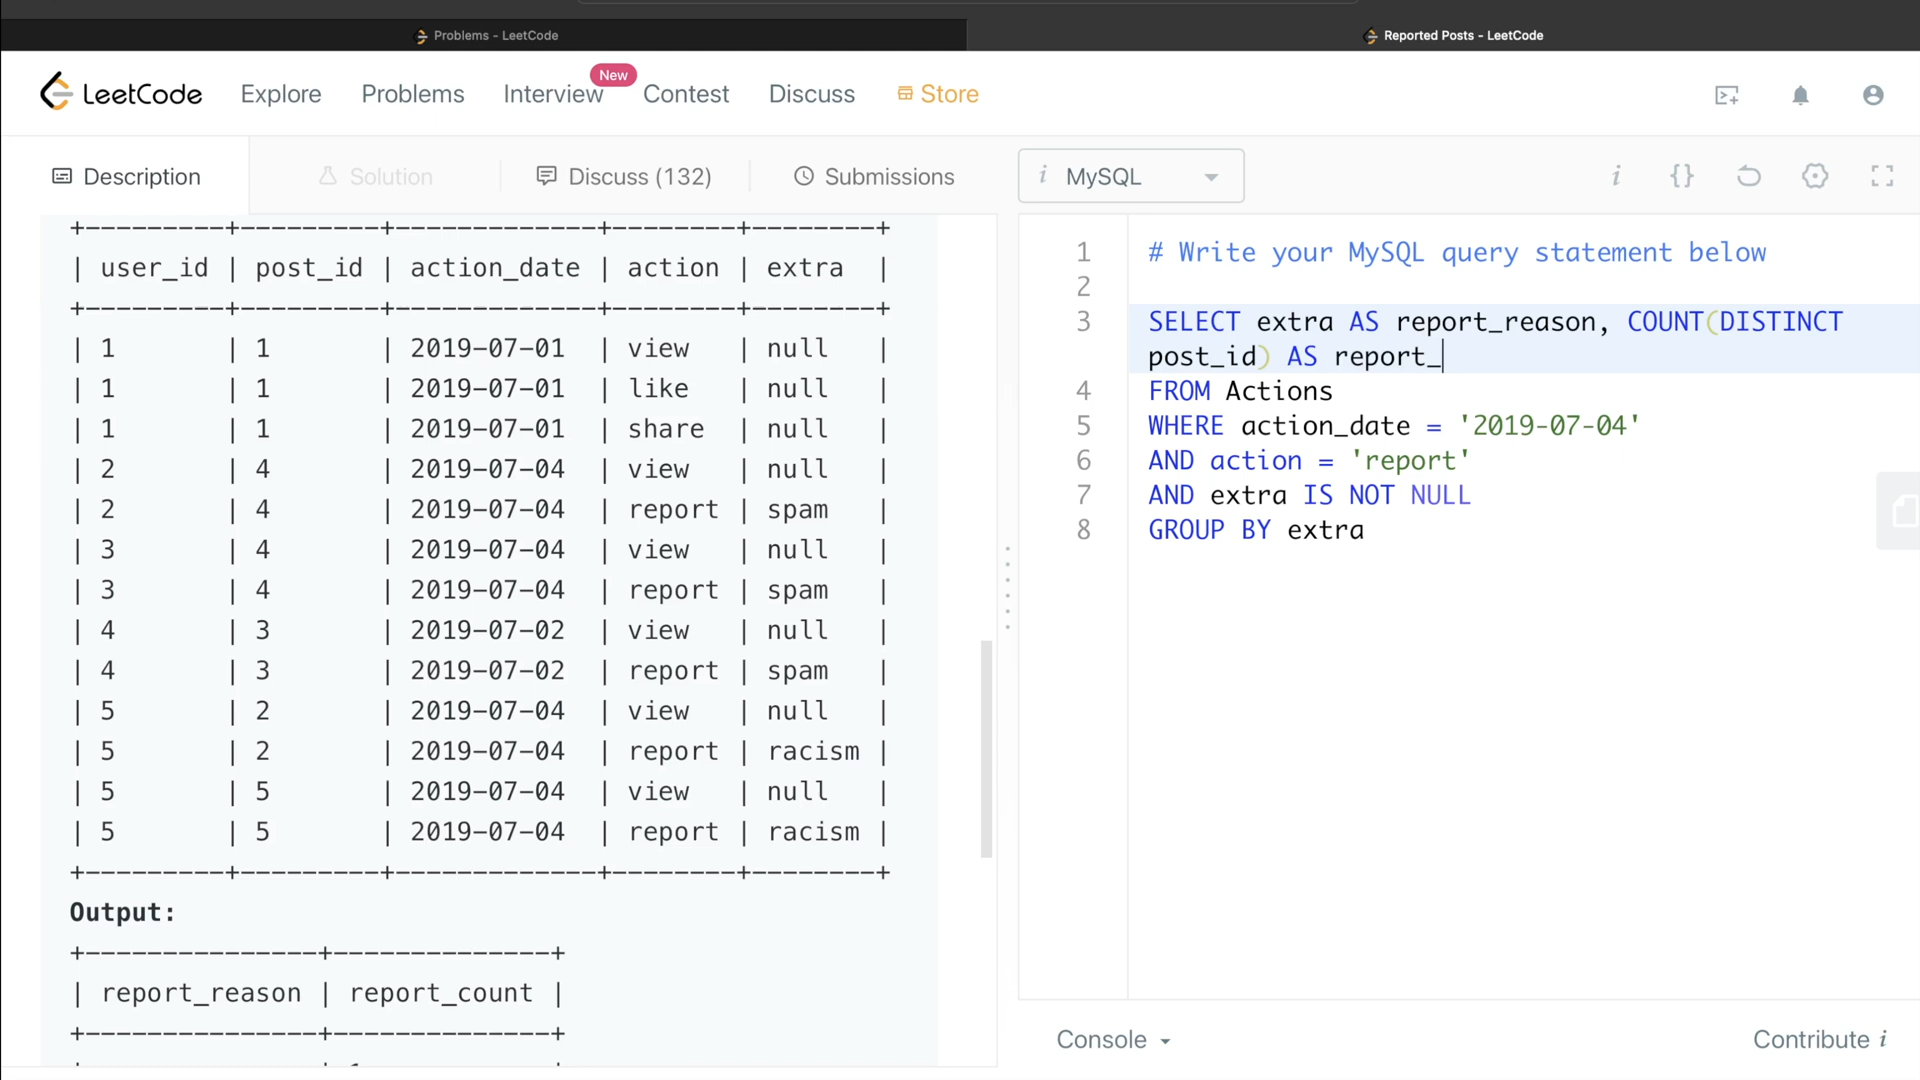 Problems - LeetCode
Reported Posts - LeetCode
LeetCode Explore Problems Interview New Contest Discuss Store
Description Solution Discuss (132) Submissions
i MySQL
i {}
+---------+---------+-------------+--------+--------+
| user_id | post_id | action_date | action | extra  |
+---------+---------+-------------+--------+--------+
| 1       | 1       | 2019-07-01  | view   | null   |
| 1       | 1       | 2019-07-01  | like   | null   |
| 1       | 1       | 2019-07-01  | share  | null   |
| 2       | 4       | 2019-07-04  | view   | null   |
| 2       | 4       | 2019-07-04  | report | spam   |
| 3       | 4       | 2019-07-04  | view   | null   |
| 3       | 4       | 2019-07-04  | report | spam   |
| 4       | 3       | 2019-07-02  | view   | null   |
| 4       | 3       | 2019-07-02  | report | spam   |
| 5       | 2       | 2019-07-04  | view   | null   |
| 5       | 2       | 2019-07-04  | report | racism |
| 5       | 5       | 2019-07-04  | view   | null   |
| 5       | 5       | 2019-07-04  | report | racism |
+---------+---------+-------------+--------+--------+
Output:
+---------------+--------------+
| report_reason | report_count |
+---------------+--------------+
1 # Write your MySQL query statement below
2
3 SELECT extra AS report_reason, COUNT(DISTINCT
post_id) AS report_
4 FROM Actions
5 WHERE action_date = '2019-07-04'
6 AND action = 'report'
7 AND extra IS NOT NULL
8 GROUP BY extra
Console
Contribute i